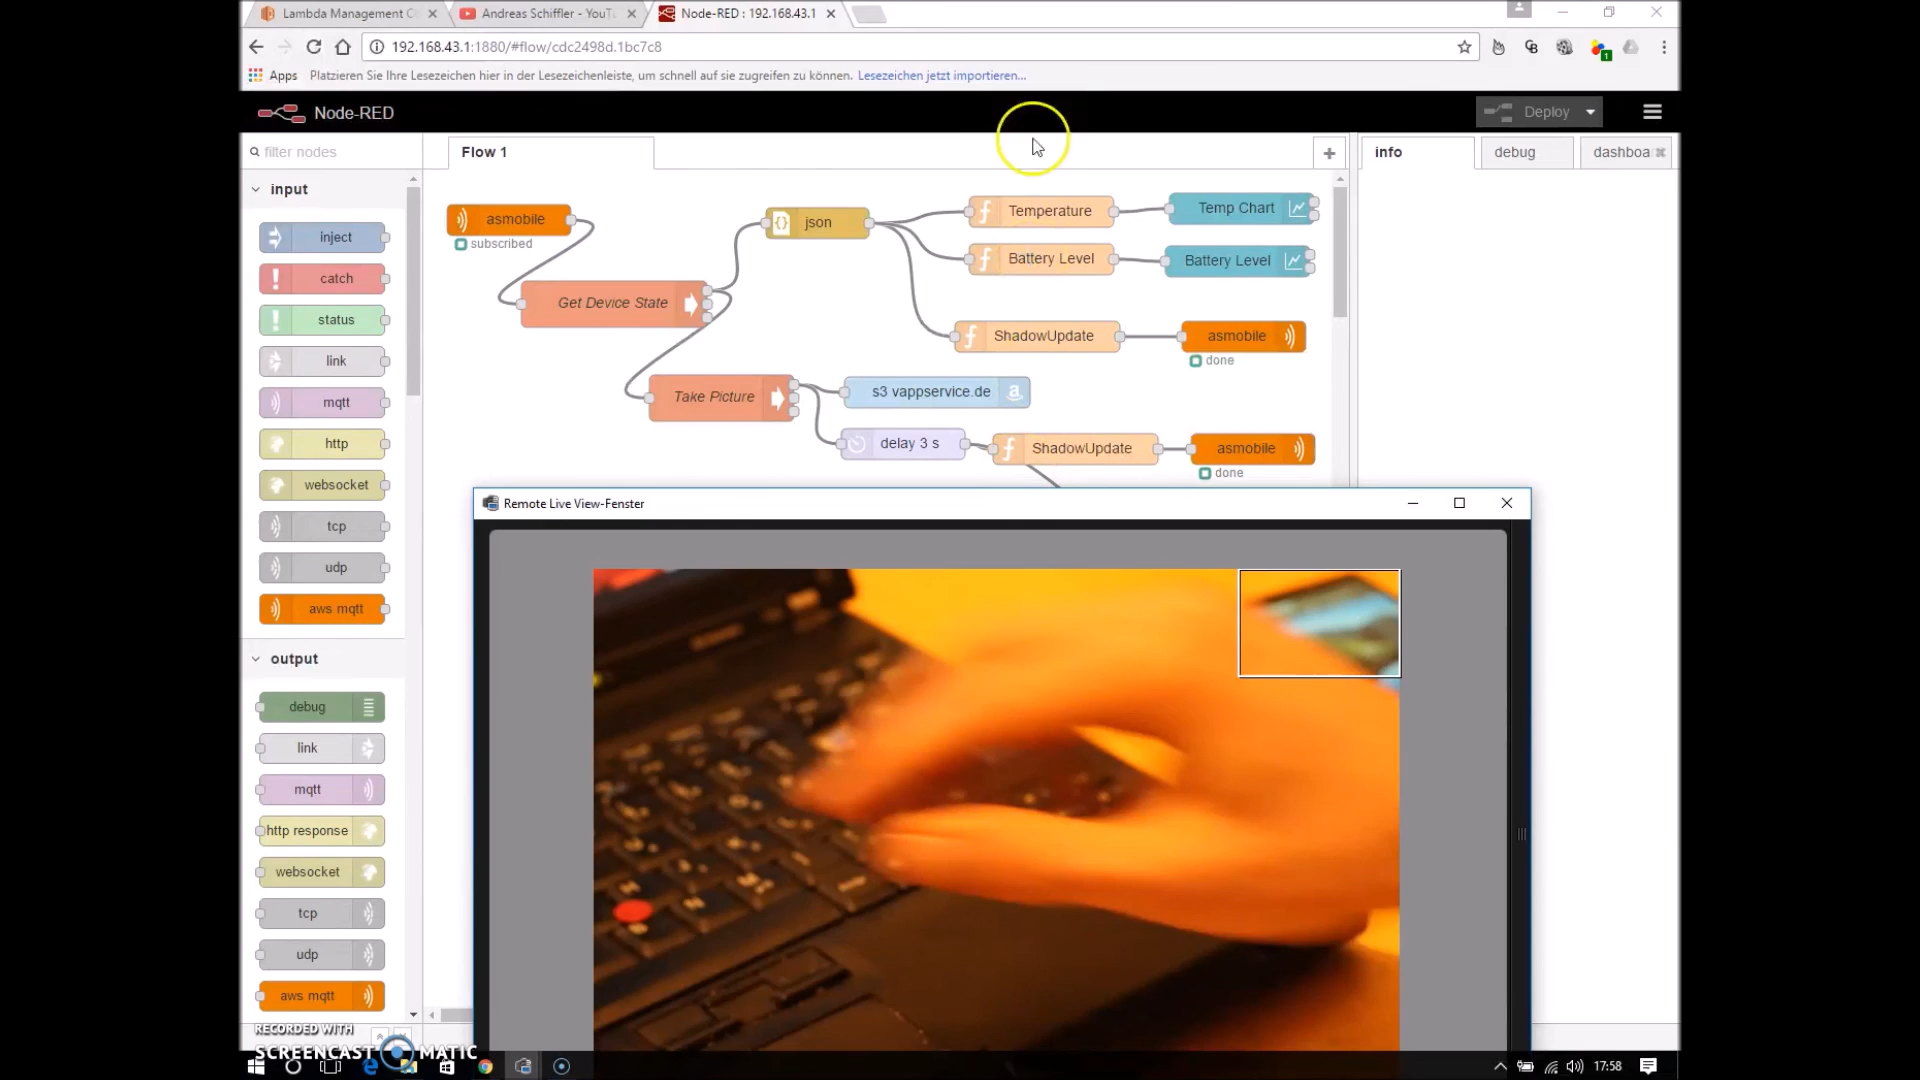 Lambda Management Co
Andreas Schiffler - YouTu
Node-RED : 192.168.43.1
192.168.43.1:1880/#flow/cdc2498d.1bc7c8
Apps Platzieren Sie Ihre Lesezeichen hier in der Lesezeichenleiste, um schnell auf sie zugreifen zu können. Lesezeichen jetzt importieren...
Node-RED
Deploy
filter nodes
Flow 1
info
debug
dashboa
input
inject
catch
status
link
mqtt
http
websocket
tcp
udp
aws mqtt
output
debug
link
mqtt
http response
websocket
tcp
udp
aws mqtt
asmobile
subscribed
json
Temperature
Temp Chart
Battery Level
Battery Level
Get Device State
ShadowUpdate
asmobile
done
Take Picture
s3 vappservice.de
delay 3 s
ShadowUpdate
asmobile
done
Remote Live View-Fenster
RECORDED WITH
SCREENCAST MATIC
17:58